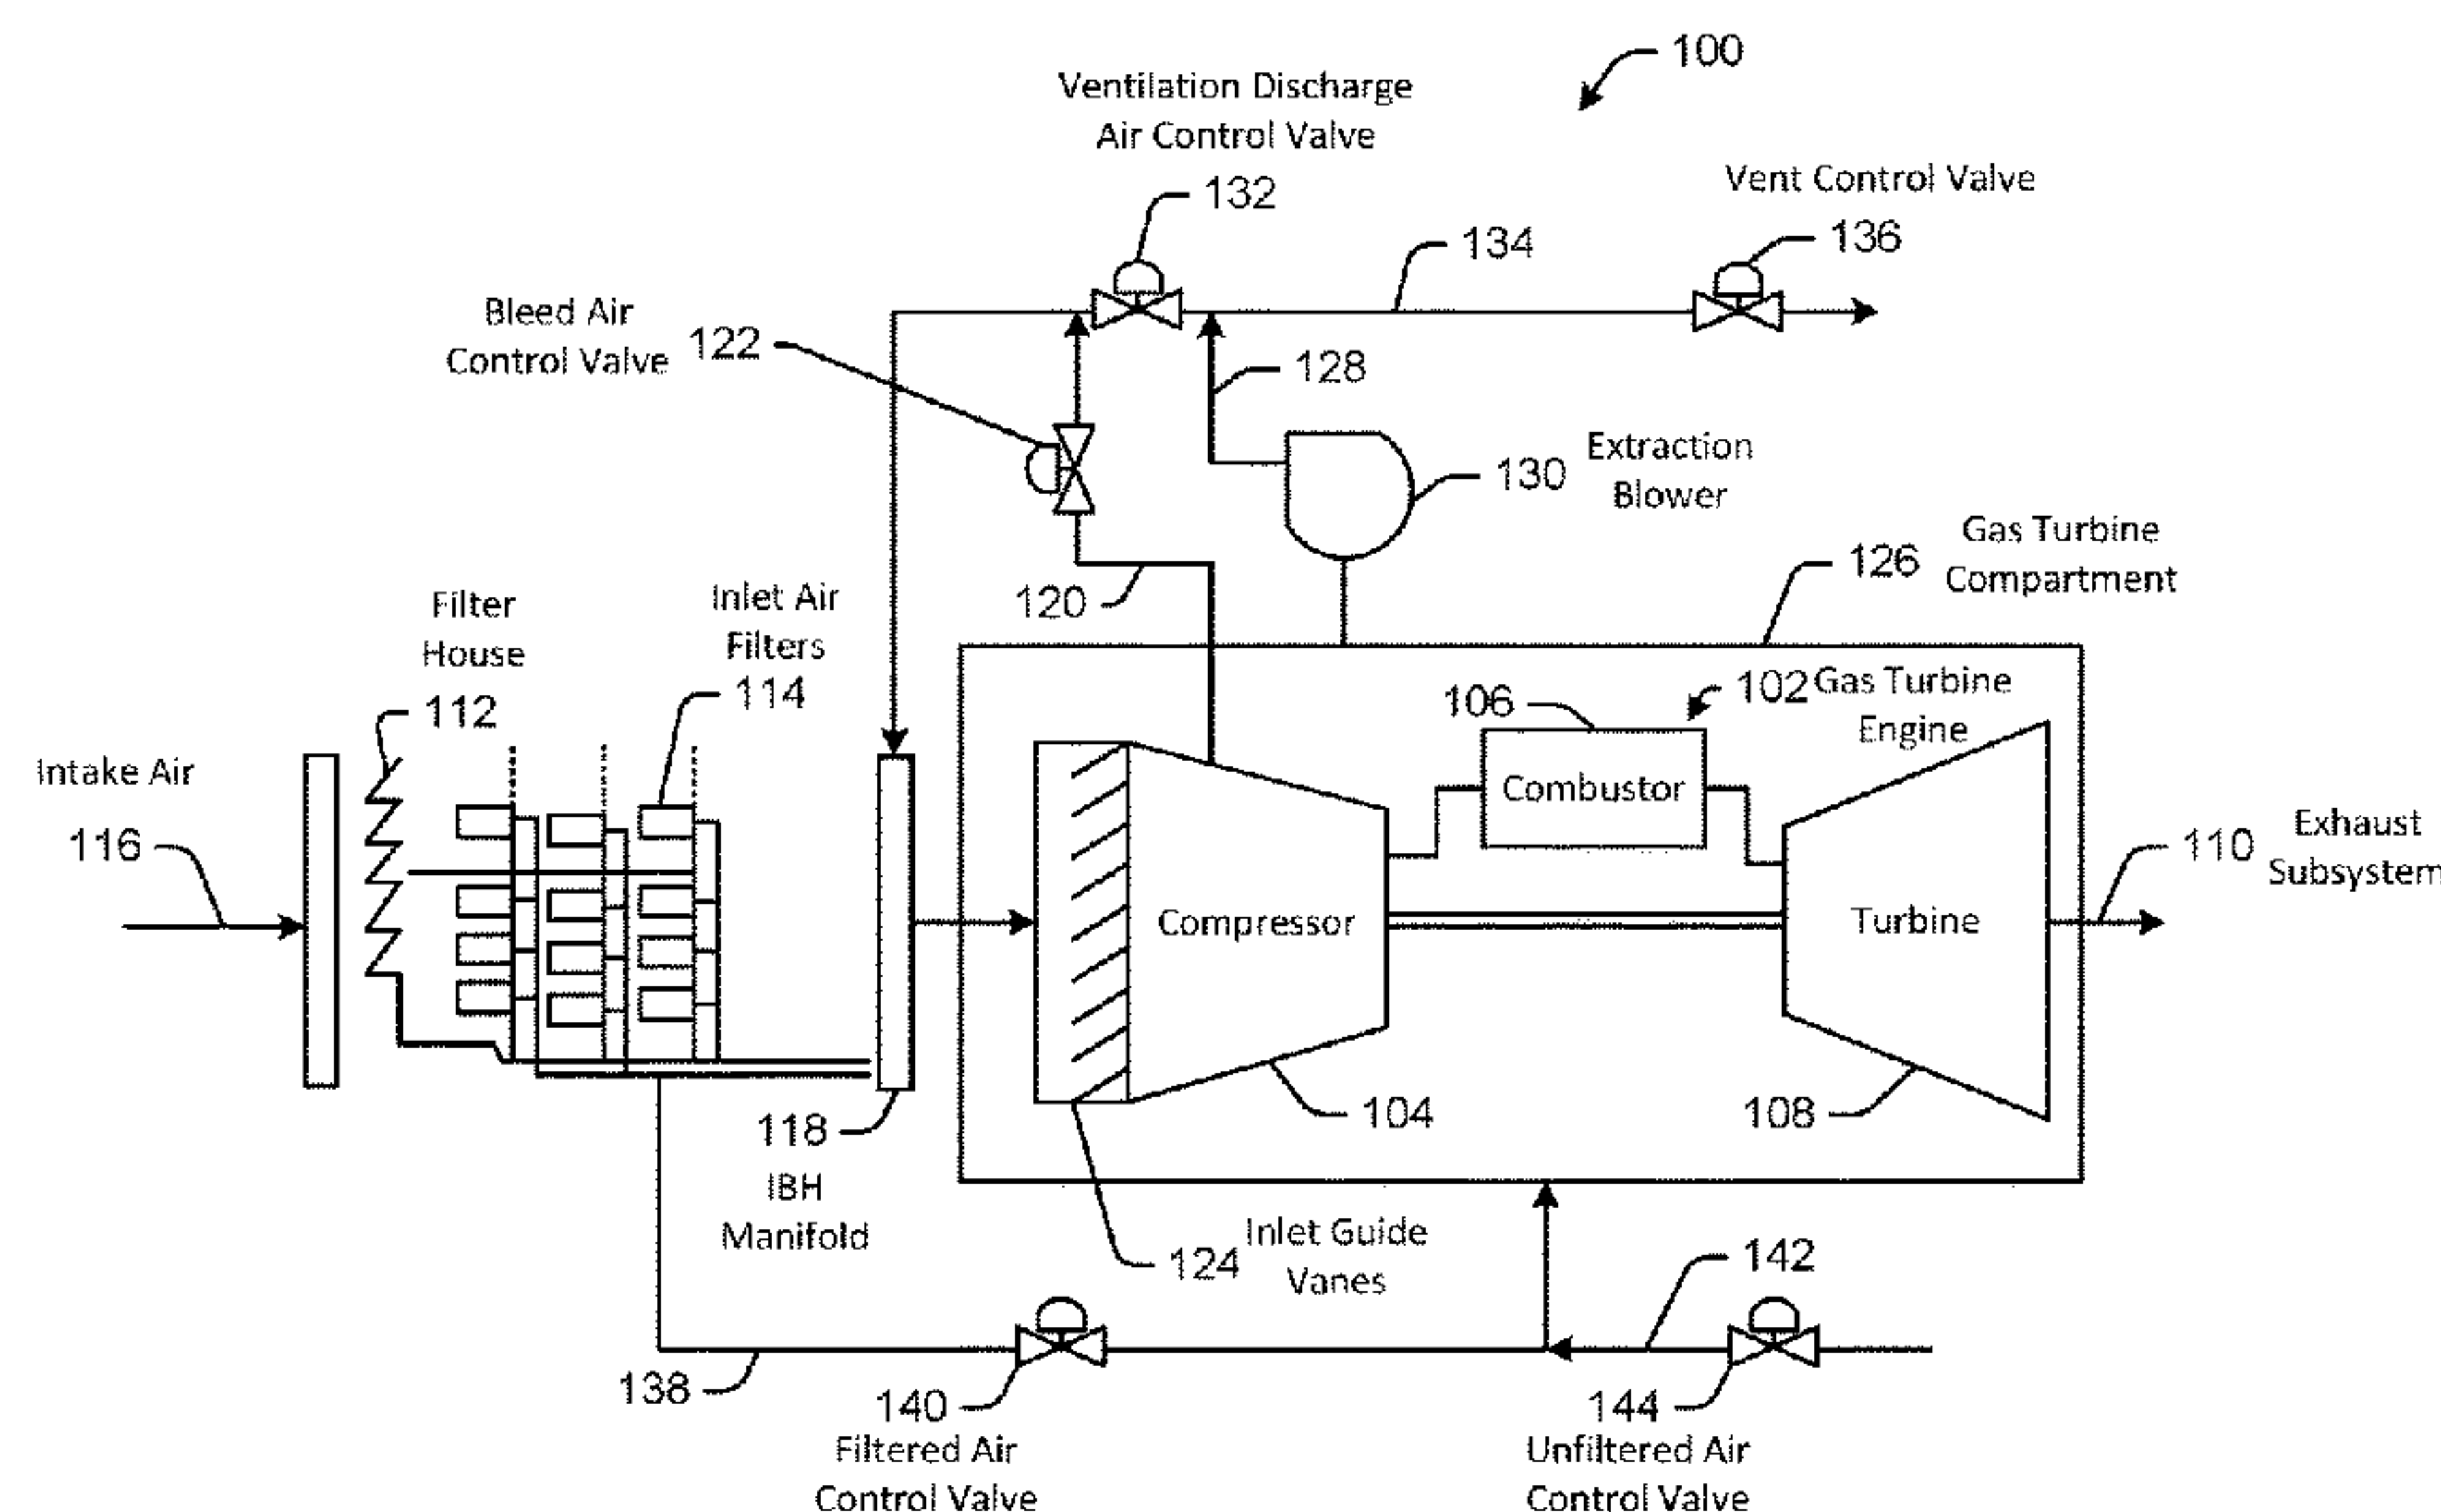 100
Ventilation Discharge
Air Control Valve
132
Vent Control Valve
136
134
Bleed Air
Control Valve
122
128
Extraction
Blower
130
Gas Turbine
Compartment
126
120
Filter
House
112
Inlet Air
Filters
114
106
102
Gas Turbine
Engine
Intake Air
116
Combustor
Compressor
Turbine
110
Exhaust
Subsystem
118
IBH
Manifold
104
108
124
Inlet Guide
Vanes
142
138
140
Filtered Air
Control Valve
144
Unfiltered Air
Control Valve